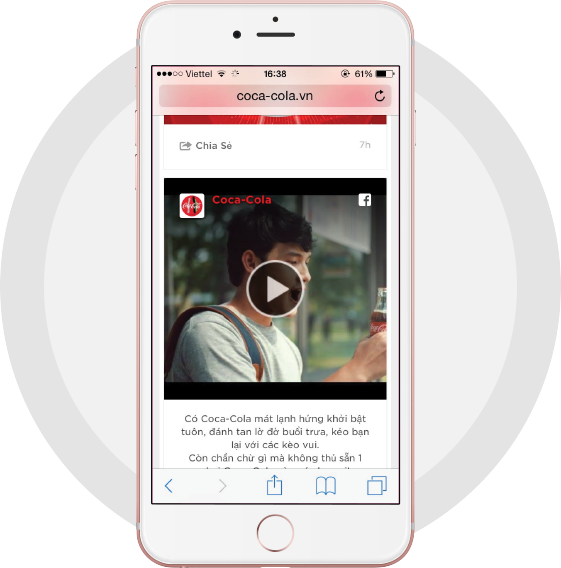 Viettel 16:38 61%
coca-cola.vn
Chia Sẻ 7h
Coca-Cola
Có Coca-Cola mát lạnh hứng khởi bật
tuôn, đánh tan lờ đờ buổi trưa, kéo bạn
lại với các kèo vui.
Còn chần chừ gì mà không thủ sẵn 1